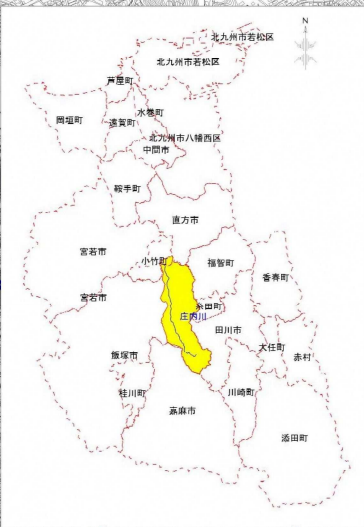 N
北九州市若松区
北九州市若松区
芦屋町
水巻町
岡垣町
遠賀町
北九州市八幡西区
中間市
鞍手町
直方市
宮若市
小竹町
福智町
香春町
宮若市
糸田町
庄内川
田川市
大任町
赤村
飯塚市
桂川町
川崎町
嘉麻市
添田町